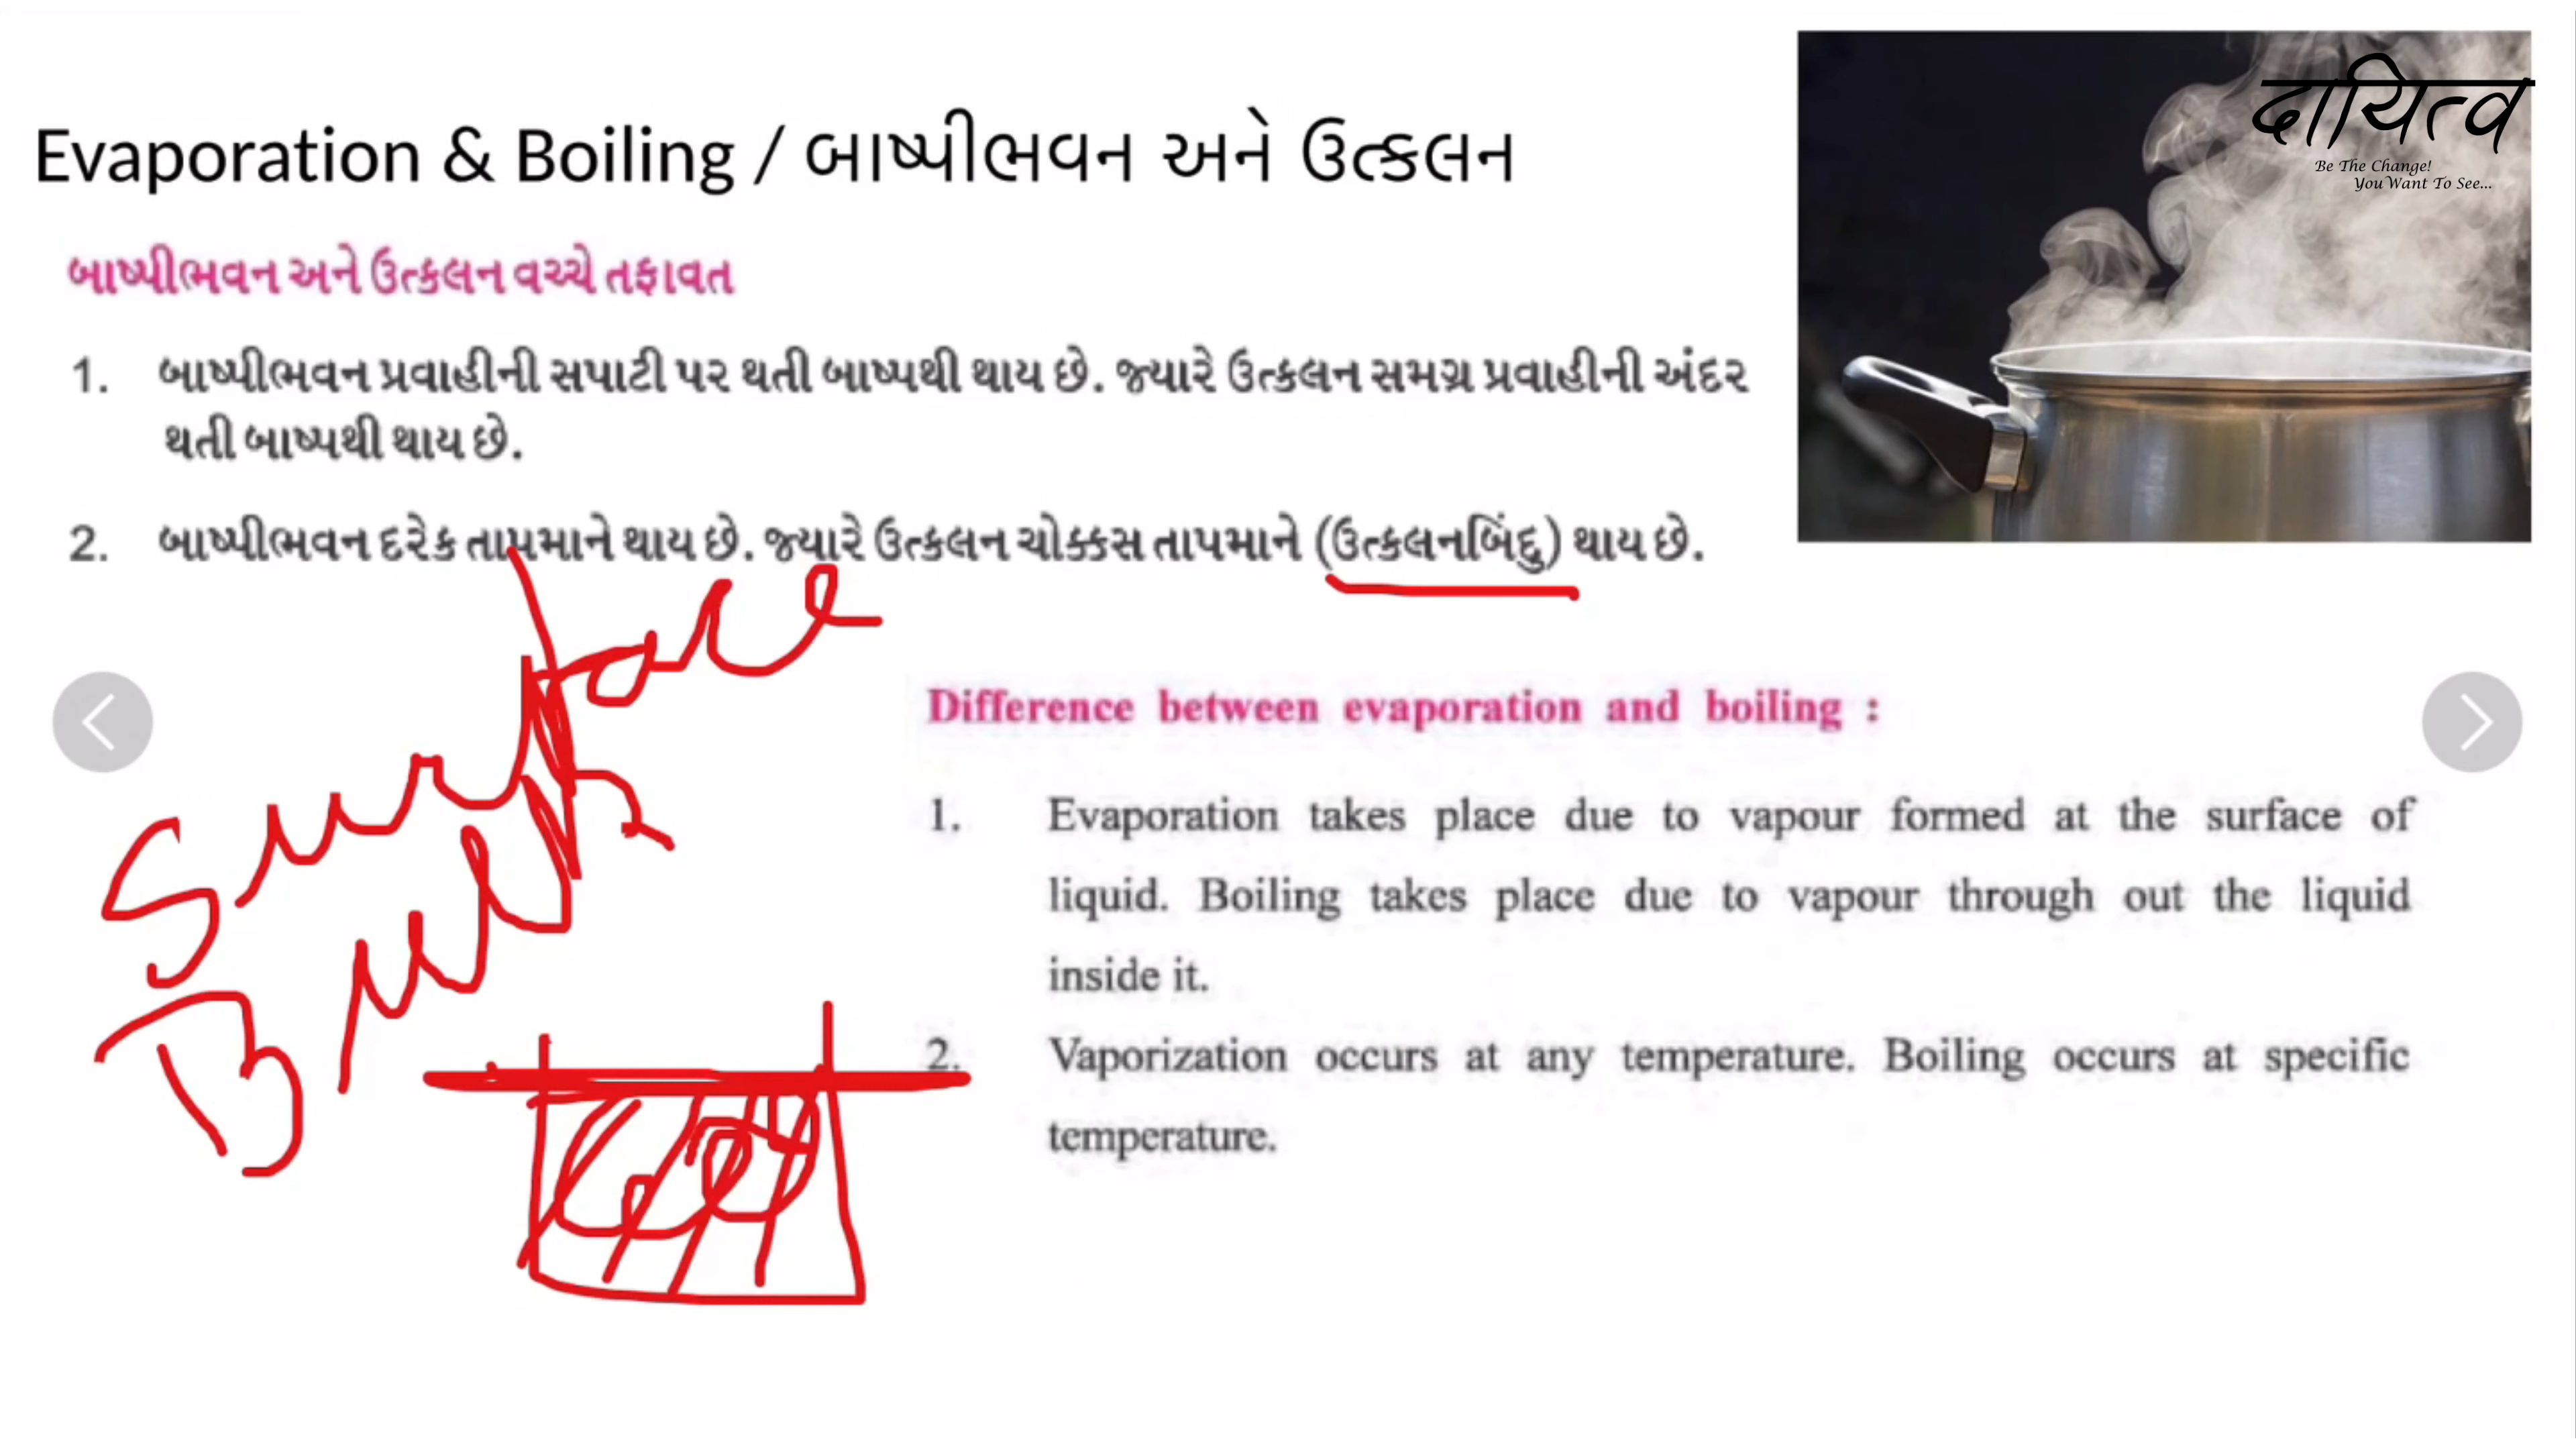 Evaporation & Boiling / બાષ્પીભવન અને ઉત્કલન
दायित्व
Be The Change!
You Want To See...
બાષ્પીભવન અને ઉત્કલન વચ્ચે તફાવત
1. બાષ્પીભવન પ્રવાહીની સપાટી પર થતી બાષ્પથી થાય છે. જ્યારે ઉત્કલન સમગ્ર પ્રવાહીની અંદર
થતી બાષ્પથી થાય છે.
2. બાષ્પીભવન દરેક તાપમાને થાય છે. જ્યારે ઉત્કલન ચોક્કસ તાપમાને (ઉત્કલનબિંદુ) થાય છે.
Surface
Bulk
Difference between evaporation and boiling :
1. Evaporation takes place due to vapour formed at the surface of
liquid. Boiling takes place due to vapour through out the liquid
inside it.
2. Vaporization occurs at any temperature. Boiling occurs at specific
temperature.